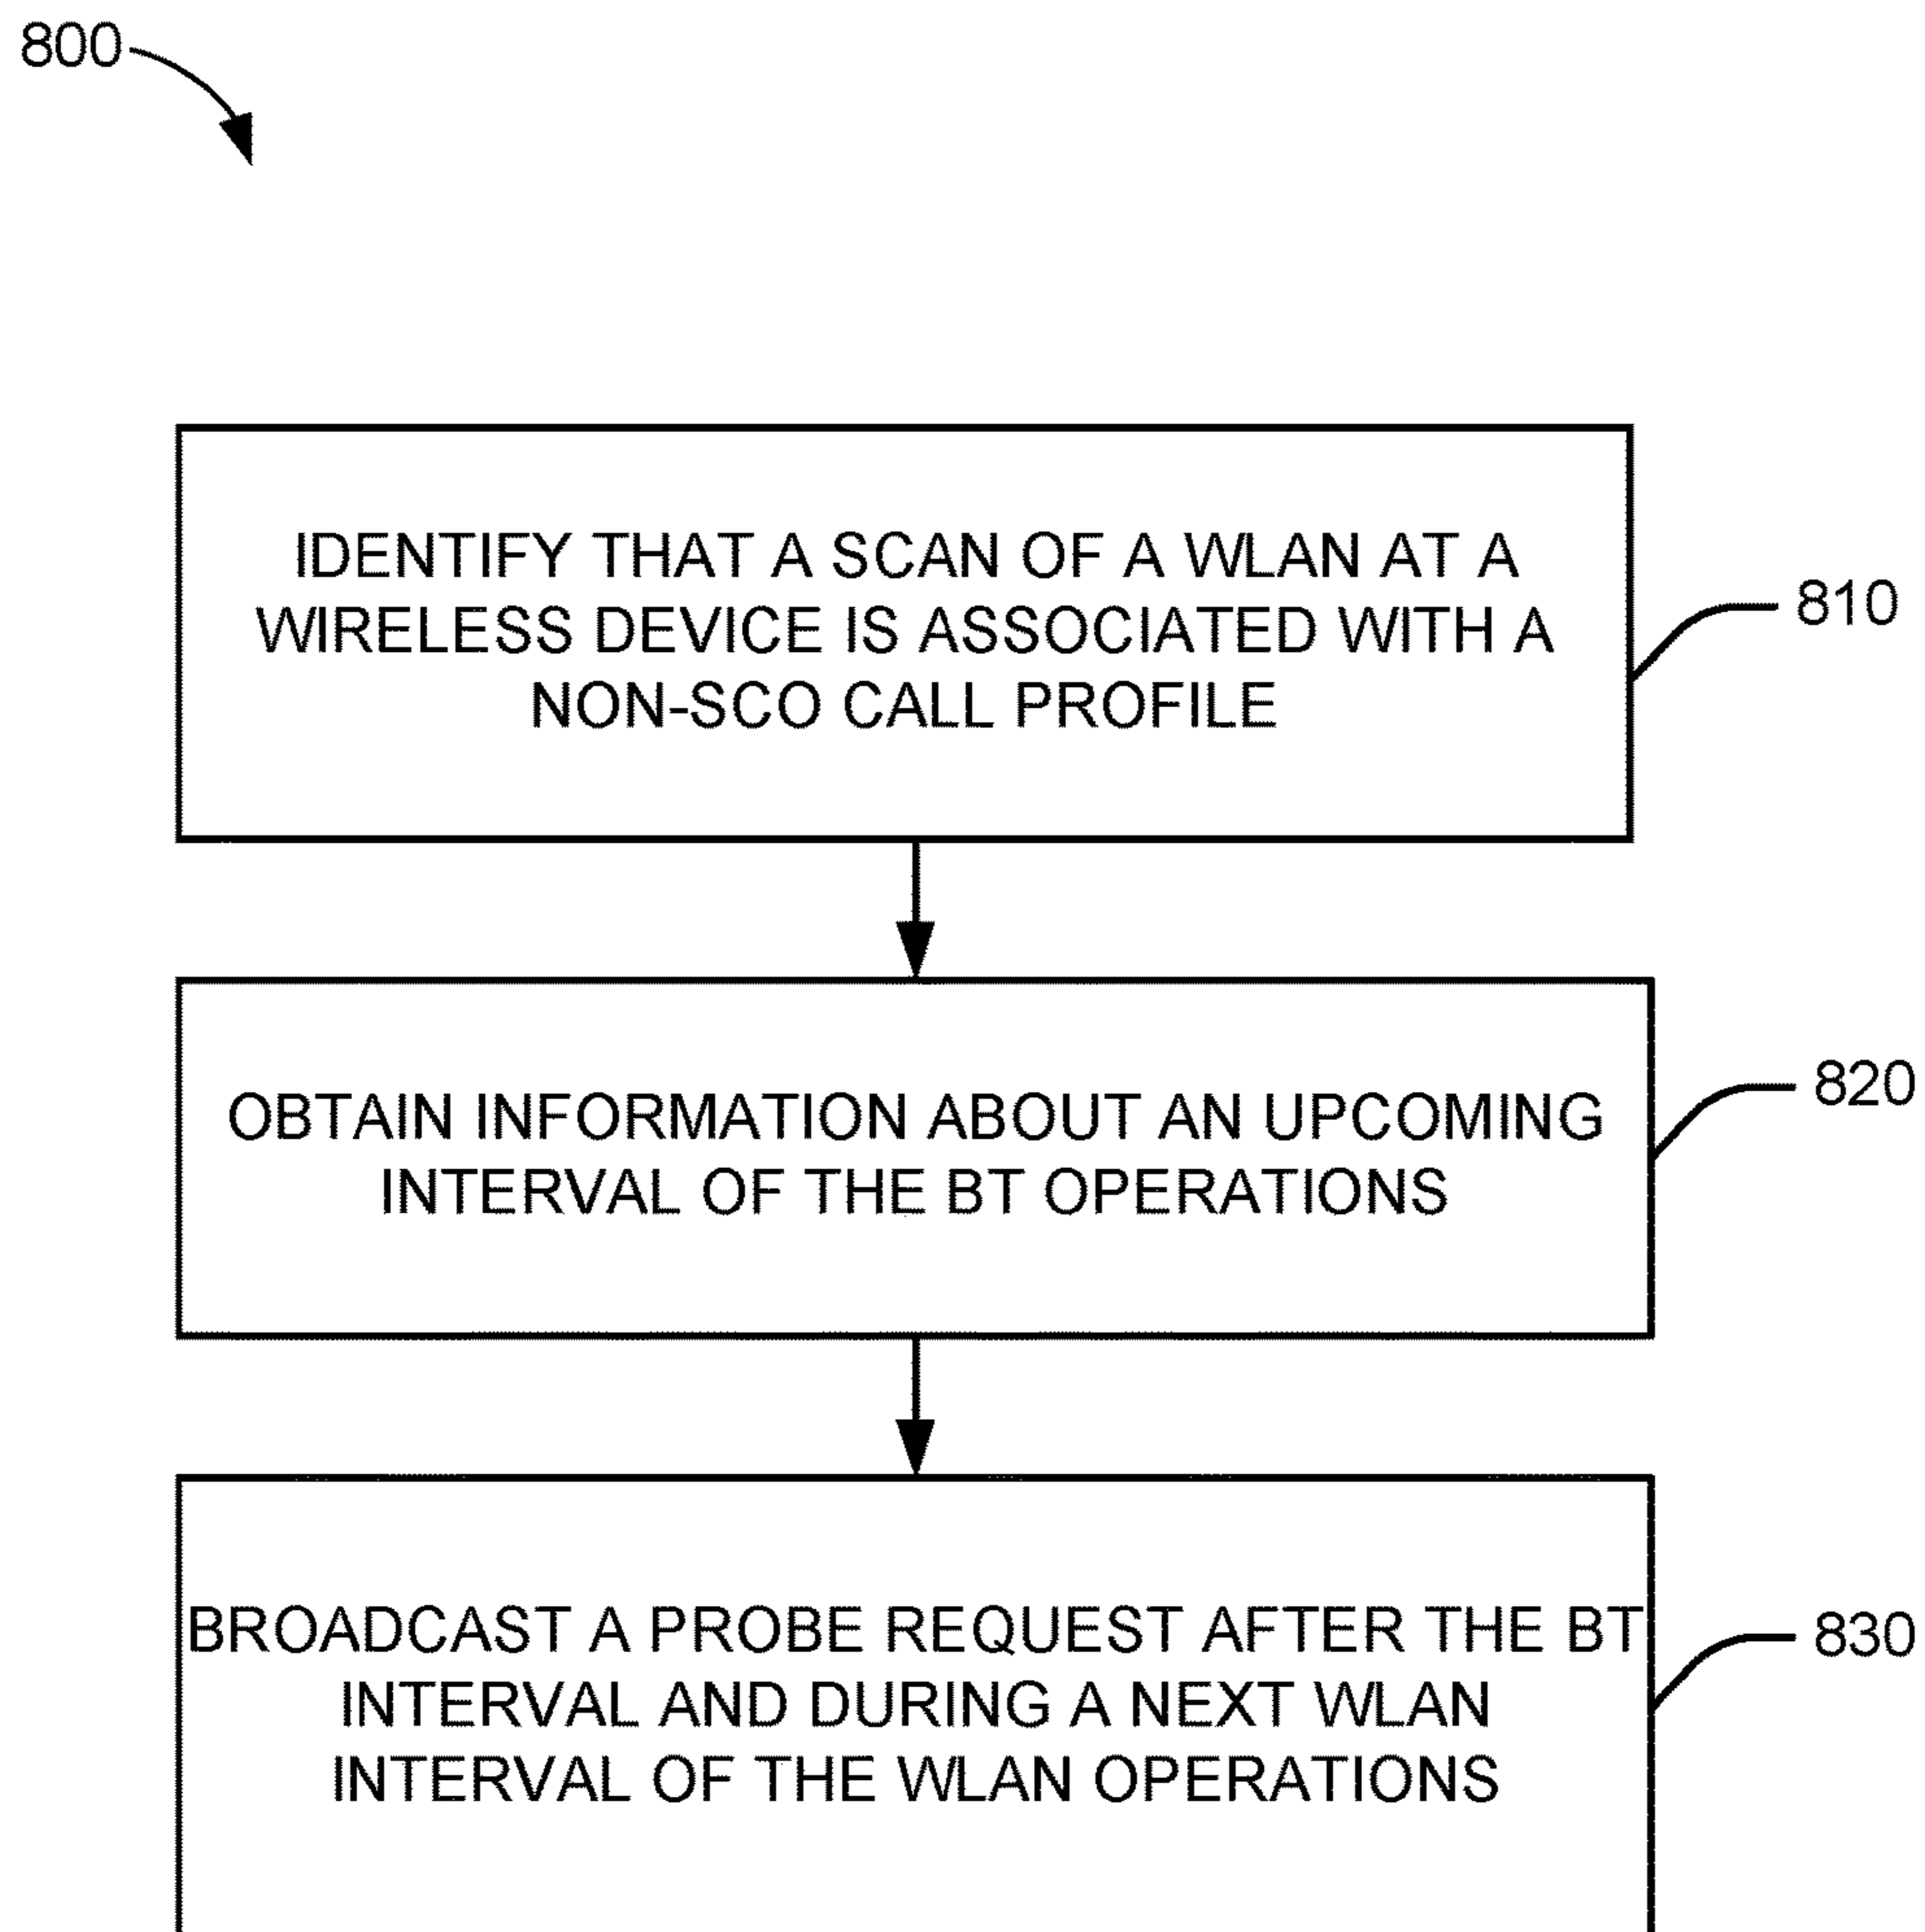 800
IDENTIFY THAT A SCAN OF A WLAN AT A
WIRELESS DEVICE IS ASSOCIATED WITH A
NON-SCO CALL PROFILE
810
OBTAIN INFORMATION ABOUT AN UPCOMING
INTERVAL OF THE BT OPERATIONS
820
BROADCAST A PROBE REQUEST AFTER THE BT
INTERVAL AND DURING A NEXT WLAN
INTERVAL OF THE WLAN OPERATIONS
830